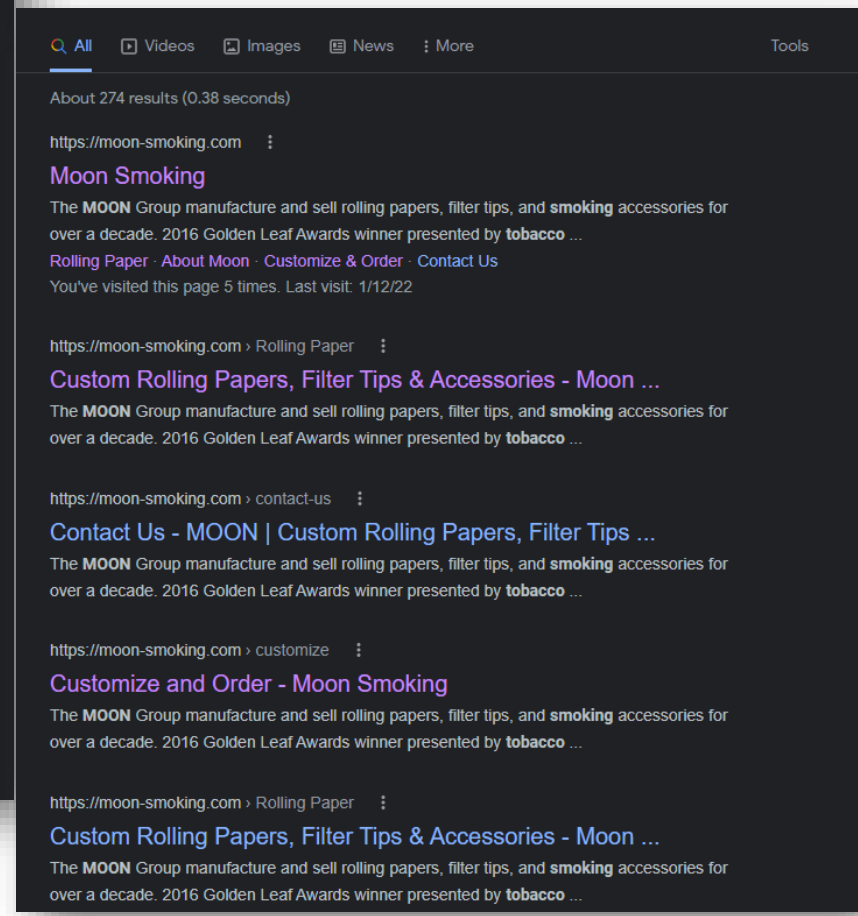 All Videos Images News More Tools
About 274 results (0.38 seconds)
https://moon-smoking.com
Moon Smoking
The MOON Group manufacture and sell rolling papers, filter tips, and smoking accessories for
over a decade. 2016 Golden Leaf Awards winner presented by tobacco ...
Rolling Paper · About Moon · Customize & Order · Contact Us
You've visited this page 5 times. Last visit: 1/12/22
https://moon-smoking.com › Rolling Paper
Custom Rolling Papers, Filter Tips & Accessories - Moon ...
The MOON Group manufacture and sell rolling papers, filter tips, and smoking accessories for
over a decade. 2016 Golden Leaf Awards winner presented by tobacco ...
https://moon-smoking.com › contact-us
Contact Us - MOON | Custom Rolling Papers, Filter Tips ...
The MOON Group manufacture and sell rolling papers, filter tips, and smoking accessories for
over a decade. 2016 Golden Leaf Awards winner presented by tobacco ...
https://moon-smoking.com › customize
Customize and Order - Moon Smoking
The MOON Group manufacture and sell rolling papers, filter tips, and smoking accessories for
over a decade. 2016 Golden Leaf Awards winner presented by tobacco ...
https://moon-smoking.com › Rolling Paper
Custom Rolling Papers, Filter Tips & Accessories - Moon ...
The MOON Group manufacture and sell rolling papers, filter tips, and smoking accessories for
over a decade. 2016 Golden Leaf Awards winner presented by tobacco ...